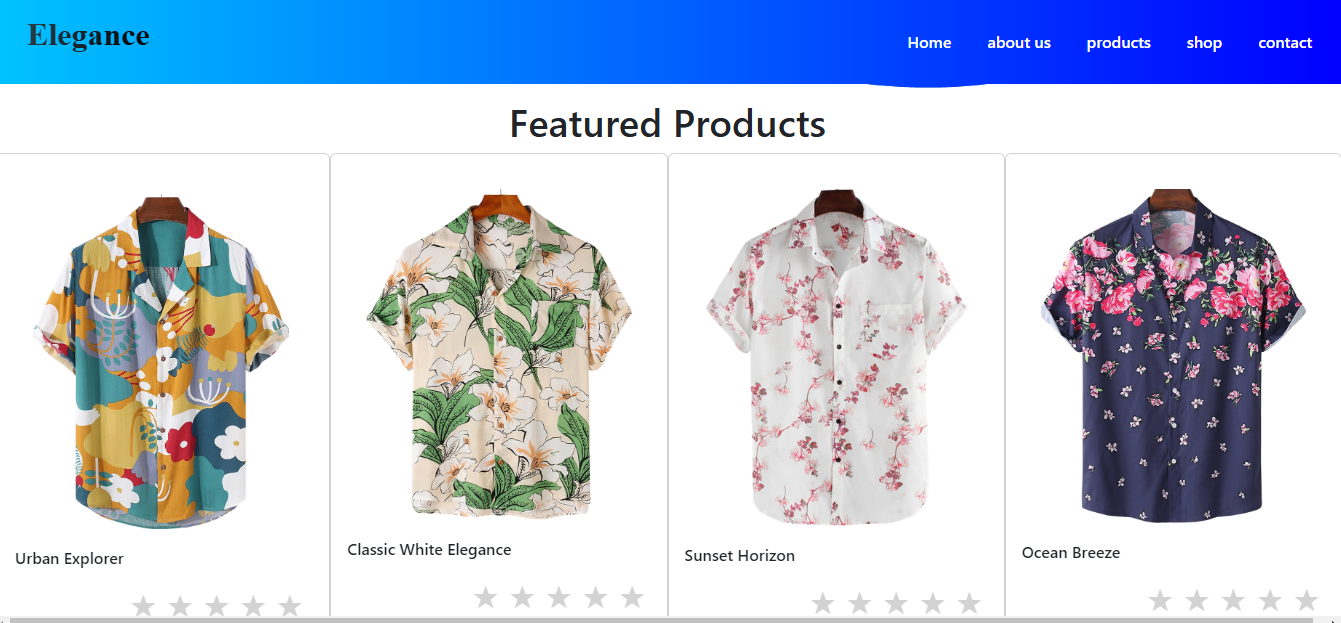 Elegance
Home about us products shop contact
Featured Products
Urban Explorer
Classic White Elegance
Sunset Horizon
Ocean Breeze